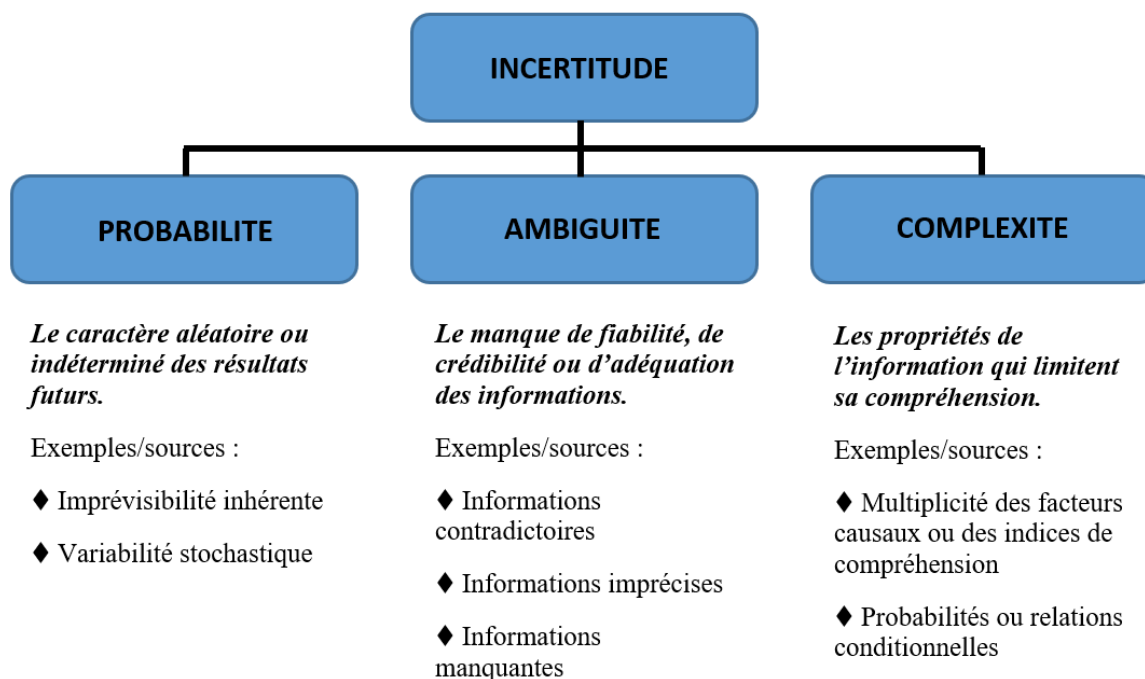 INCERTITUDE
PROBABILITE
AMBIGUITE
COMPLEXITE
Le caractère aléatoire ou
indéterminé des résultats
futurs.
Exemples/sources :
♦ Imprévisibilité inhérente
♦ Variabilité stochastique
Le manque de fiabilité, de
crédibilité ou d’adéquation
des informations.
Exemples/sources :
♦ Informations
contradictoires
♦ Informations imprécises
♦ Informations
manquantes
Les propriétés de
l’information qui limitent
sa compréhension.
Exemples/sources :
♦ Multiplicité des facteurs
causaux ou des indices de
compréhension
♦ Probabilités ou relations
conditionnelles